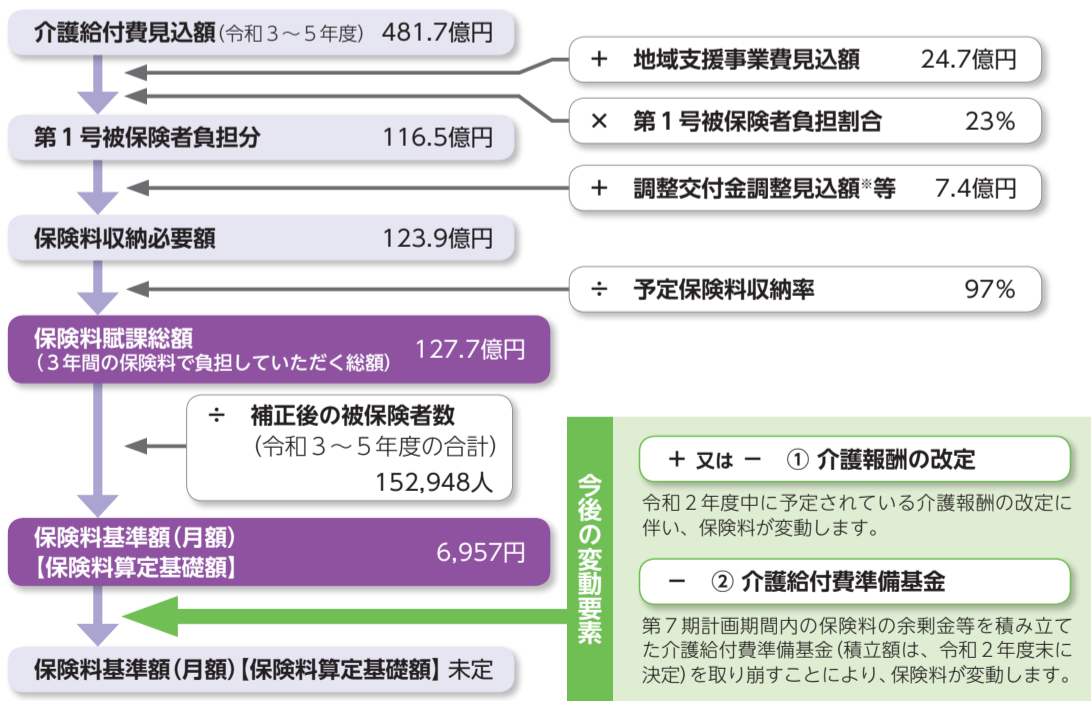 介護給付費見込額(令和3～5年度) 481.7億円
＋ 地域支援事業費見込額 24.7億円
× 第1号被保険者負担割合 23%
第1号被保険者負担分 116.5億円
＋ 調整交付金調整見込額※等 7.4億円
保険料収納必要額 123.9億円
÷ 予定保険料収納率 97%
保険料賦課総額
(3年間の保険料で負担していただく総額) 127.7億円
÷ 補正後の被保険者数
(令和3～5年度の合計)
152,948人
保険料基準額(月額)
【保険料算定基礎額】 6,957円
保険料基準額(月額)【保険料算定基礎額】 未定
今後の変動要素
＋ 又は － ① 介護報酬の改定
令和2年度中に予定されている介護報酬の改定に
伴い、保険料が変動します。
－ ② 介護給付費準備基金
第7期計画期間内の保険料の余剰金等を積み立て
た介護給付費準備基金(積立額は、令和2年度末に
決定)を取り崩すことにより、保険料が変動します。